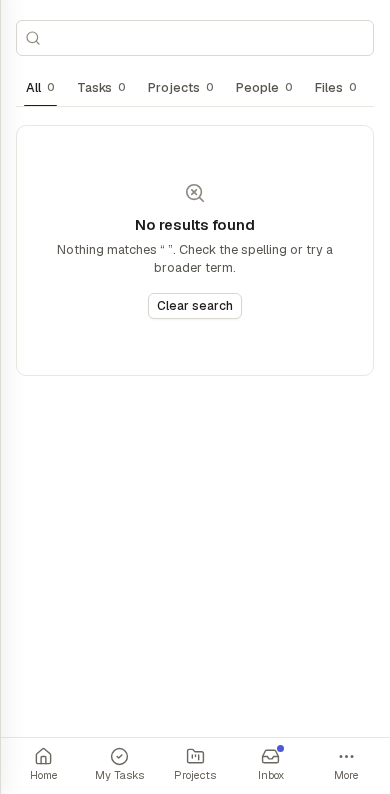 All 0 Tasks 0 Projects 0 People 0 Files 0
No results found
Nothing matches “ ”. Check the spelling or try a
broader term.
Clear search
Home My Tasks Projects Inbox More